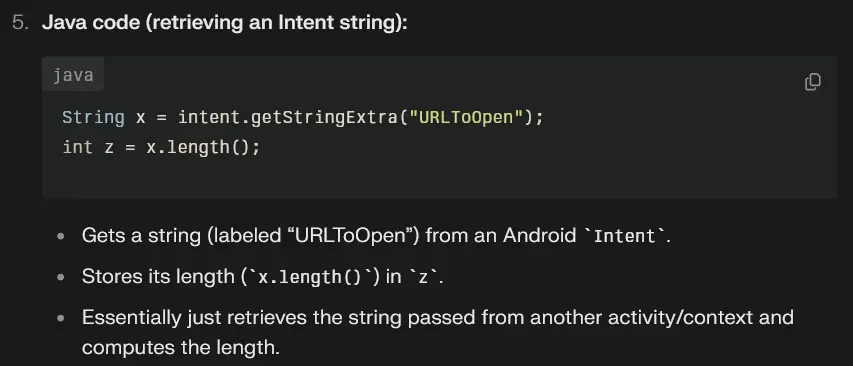 5. Java code (retrieving an Intent string):
java
String x = intent.getStringExtra("URLToOpen");
int z = x.length();
• Gets a string (labeled “URLToOpen”) from an Android `Intent`.
• Stores its length (`x.length()`) in `z`.
• Essentially just retrieves the string passed from another activity/context and
computes the length.